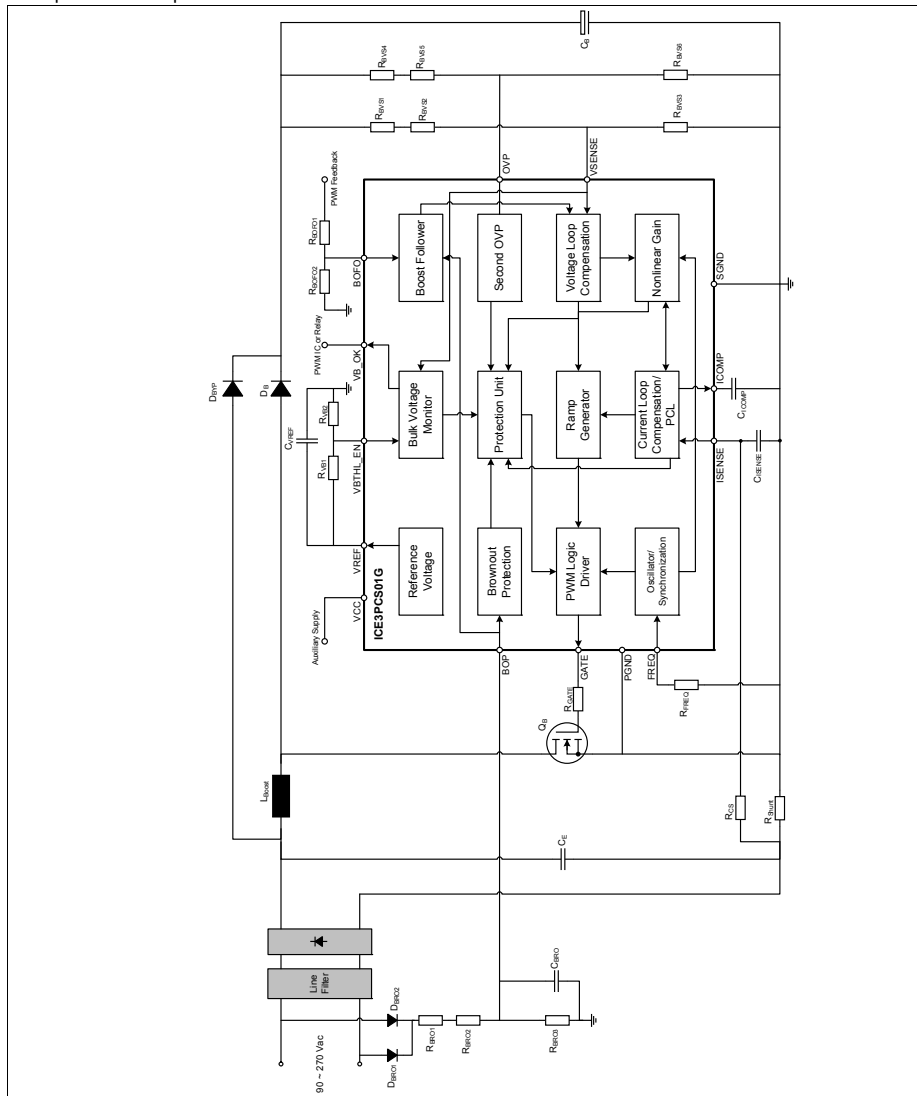 DBYP
LBoost
DB
90 ~ 270 Vac
Line
Filter
DBRO1
DBRO2
RBRO1
RBRO2
RBRO3
CBRO
CE
RCS
RShunt
QB
RGATE
RFREQ
Auxiliary Supply
CVREF
RVB1
RVB2
PWM IC or Relay
RBOFO2
RBOFO1
PWM Feedback
VCC
VREF
VBTHL_EN
VB_OK
BOFO
ICE3PCS01G
Reference
Voltage
Bulk Voltage
Monitor
Boost Follower
BOP
Brownout
Protection
Protection Unit
Second OVP
OVP
GATE
PWM Logic
Driver
Ramp
Generator
Voltage Loop
Compensation
VSENSE
PGND
FREQ
Oscillator/
Synchronization
Current Loop
Compensation/
PCL
Nonlinear Gain
ISENSE
ICOMP
SGND
CISENSE
CICOMP
RBVS1
RBVS2
RBVS3
RBVS4
RBVS5
RBVS6
CB